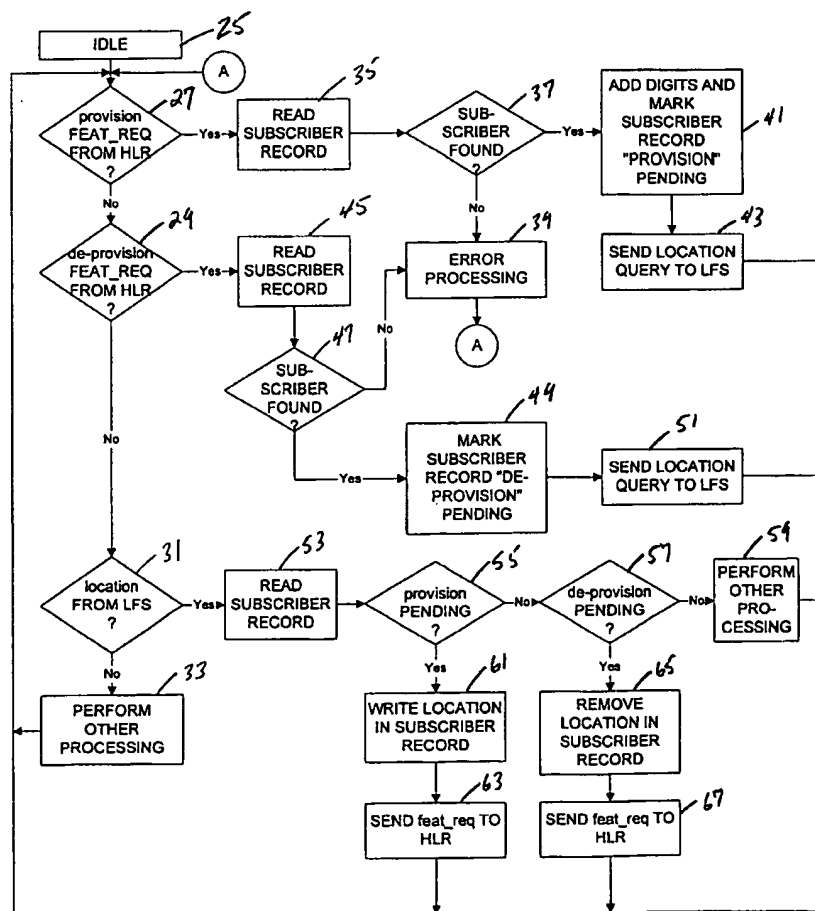 25
IDLE
A
27
provision
FEAT_REQ
FROM HLR
?
Yes
35
READ
SUBSCRIBER
RECORD
37
SUB-
SCRIBER
FOUND
?
Yes
ADD DIGITS AND
MARK
SUBSCRIBER
RECORD
"PROVISION"
PENDING
41
No
No
43
SEND LOCATION
QUERY TO LFS
29
de-provision
FEAT_REQ
FROM HLR
?
Yes
45
READ
SUBSCRIBER
RECORD
39
ERROR
PROCESSING
A
No
47
SUB-
SCRIBER
FOUND
?
Yes
49
MARK
SUBSCRIBER
RECORD "DE-
PROVISION"
PENDING
51
SEND LOCATION
QUERY TO LFS
No
31
location
FROM LFS
?
Yes
53
READ
SUBSCRIBER
RECORD
55
provision
PENDING
?
No
57
de-provision
PENDING
?
No
59
PERFORM
OTHER
PRO-
CESSING
No
33
PERFORM
OTHER
PROCESSING
Yes
61
WRITE LOCATION
IN SUBSCRIBER
RECORD
Yes
65
REMOVE
LOCATION IN
SUBSCRIBER
RECORD
63
SEND feat_req TO
HLR
67
SEND feat_req TO
HLR